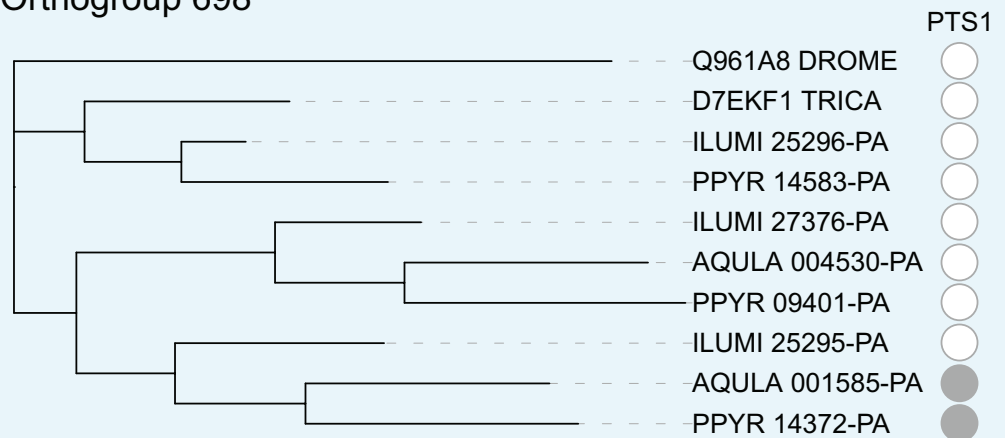 Orthogroup 698
PTS1
Q961A8 DROME
D7EKF1 TRICA
ILUMI 25296-PA
PPYR 14583-PA
ILUMI 27376-PA
AQULA 004530-PA
PPYR 09401-PA
ILUMI 25295-PA
AQULA 001585-PA
PPYR 14372-PA